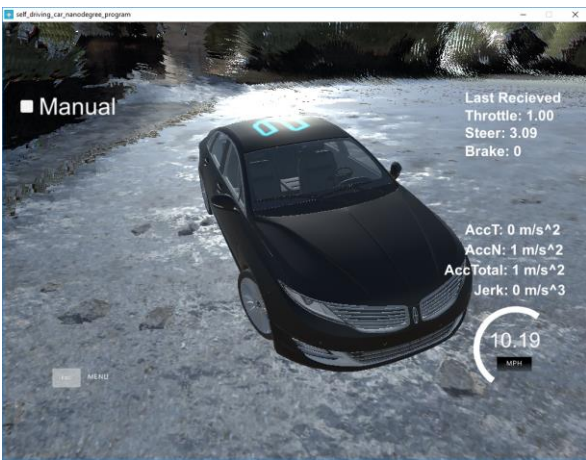 self_driving_car_nanodegree_program
Manual
Last Recieved
Throttle: 1.00
Steer: 3.09
Brake: 0
AccT: 0 m/s^2
AccN: 1 m/s^2
AccTotal: 1 m/s^2
Jerk: 0 m/s^3
10.19
MPH
MENU